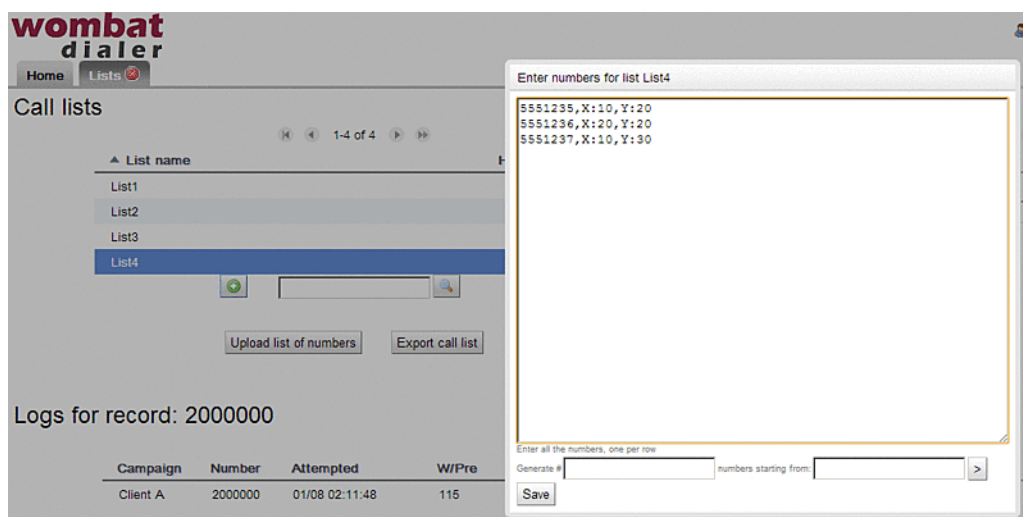 wombat
dialer
Home Lists
Call lists
1-4 of 4
List name
List1
List2
List3
List4
Upload list of numbers Export call list
Logs for record: 2000000
Campaign Number Attempted W/Pre
Client A 2000000 01/08 02:11:48 115
Enter numbers for list List4
5551235,X:10,Y:20
5551236,X:20,Y:20
5551237,X:10,Y:30
Enter all the numbers, one per row
Generate # numbers starting from: >
Save